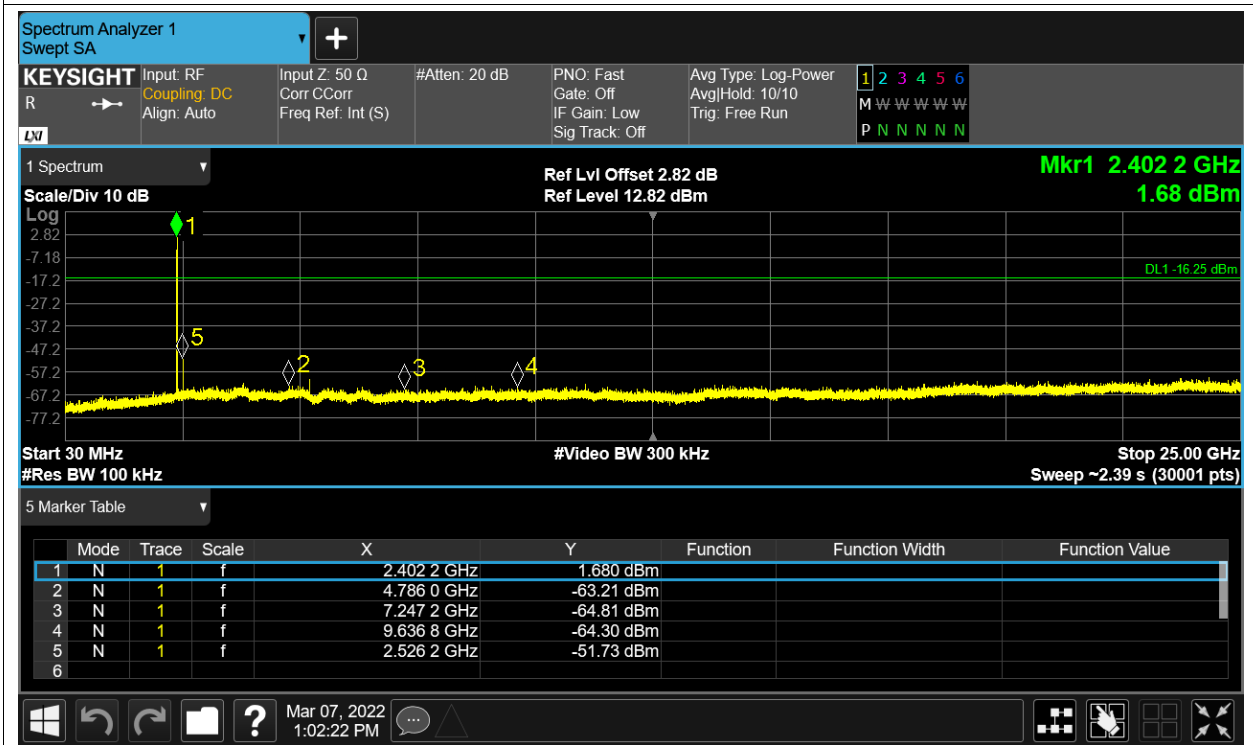 Spectrum Analyzer 1
Swept SA
KEYSIGHT
R
LXI
Input: RF
Coupling: DC
Align: Auto
Input Z: 50 Ω
Corr CCorr
Freq Ref: Int (S)
#Atten: 20 dB
PNO: Fast
Gate: Off
IF Gain: Low
Sig Track: Off
Avg Type: Log-Power
Avg|Hold: 10/10
Trig: Free Run
1 2 3 4 5 6
M W W W W W
P N N N N N
1 Spectrum
Scale/Div 10 dB
Ref Lvl Offset 2.82 dB
Ref Level 12.82 dBm
Mkr1 2.402 2 GHz
1.68 dBm
Log
2.82
-7.18
-17.2
-27.2
-37.2
-47.2
-57.2
-67.2
-77.2
1
5
2
3
4
DL1 -16.25 dBm
Start 30 MHz
#Res BW 100 kHz
#Video BW 300 kHz
Stop 25.00 GHz
Sweep ~2.39 s (30001 pts)
5 Marker Table
Mode Trace Scale X Y Function Function Width Function Value
1 N 1 f 2.402 2 GHz 1.680 dBm
2 N 1 f 4.786 0 GHz -63.21 dBm
3 N 1 f 7.247 2 GHz -64.81 dBm
4 N 1 f 9.636 8 GHz -64.30 dBm
5 N 1 f 2.526 2 GHz -51.73 dBm
6
?
Mar 07, 2022
1:02:22 PM